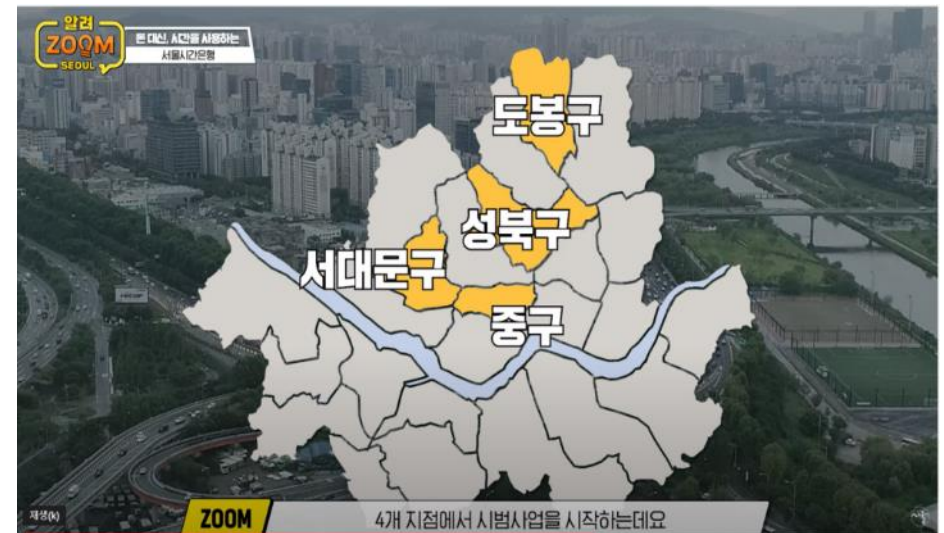 알려
ZOOM
SEOUL
돈 대신, 시간을 사용하는
서울시간은행
도봉구
성북구
서대문구
중구
재생(k)
ZOOM
4개 지점에서 시범사업을 시작하는데요